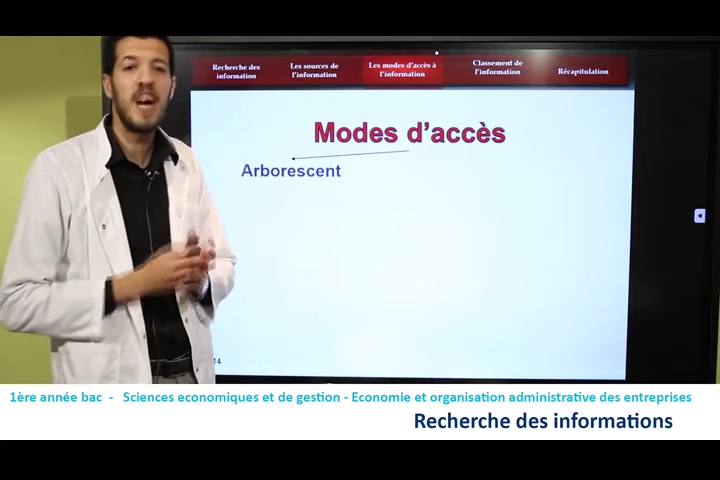 Recherche des
information
Les sources de
l'information
Les modes d'accès à
l'information
Classement de
l'information
Récapitulation
Modes d'accès
Arborescent
14
1ère année bac - Sciences economiques et de gestion - Economie et organisation administrative des entreprises
Recherche des informations